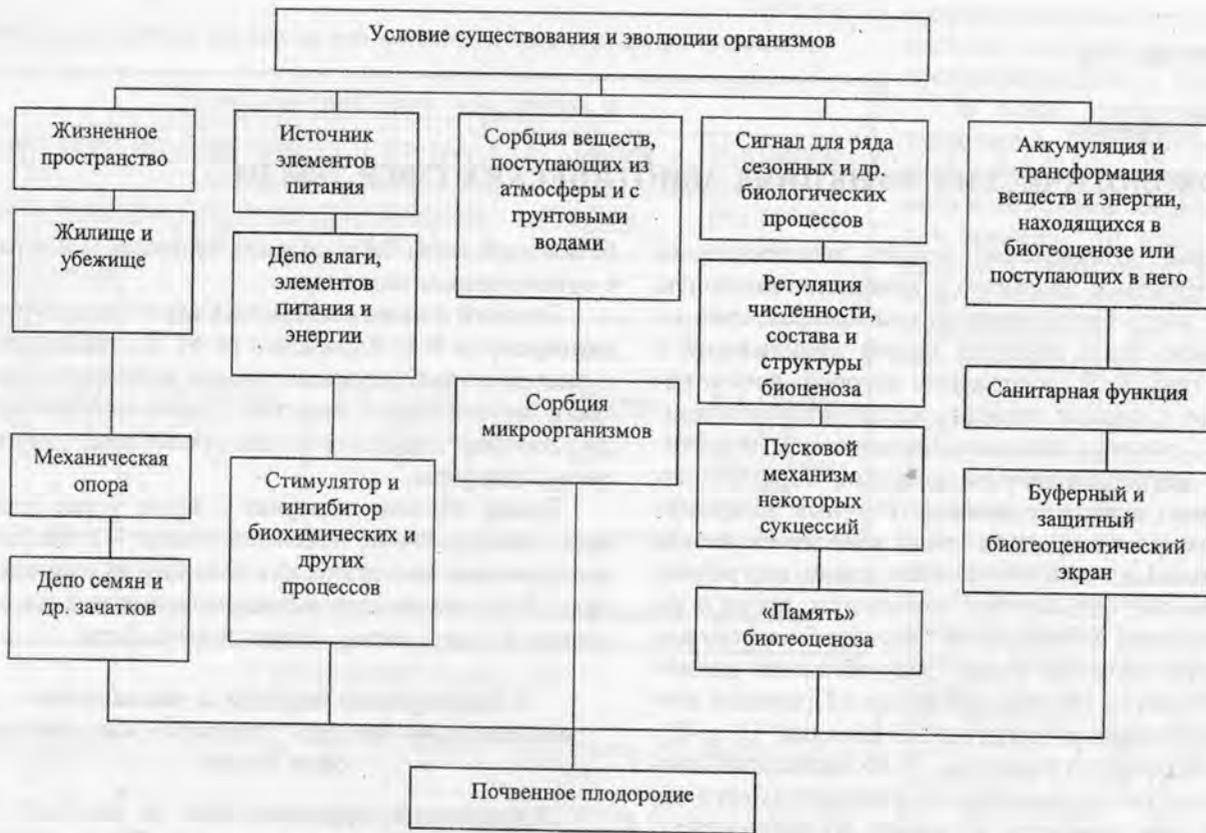 Условие существования и эволюции организмов
Жизненное
пространство
Жилище и
убежище
Механическая
опора
Депо семян и
др. зачатков
Источник
элементов
питания
Депо влаги,
элементов
питания и
энергии
Стимулятор и
ингибитор
биохимических и
других
процессов
Сорбция веществ,
поступающих из
атмосферы и с
грунтовыми
водами
Сорбция
микроорганизмов
Сигнал для ряда
сезонных и др.
биологических
процессов
Регуляция
численности,
состава и
структуры
биоценоза
Пусковой
механизм
некоторых
сукцессий
«Память»
биогеоценоза
Аккумуляция и
трансформация
веществ и энергии,
находящихся в
биогеоценозе или
поступающих в него
Санитарная функция
Буферный и
защитный
биогеоценотический
экран
Почвенное плодородие